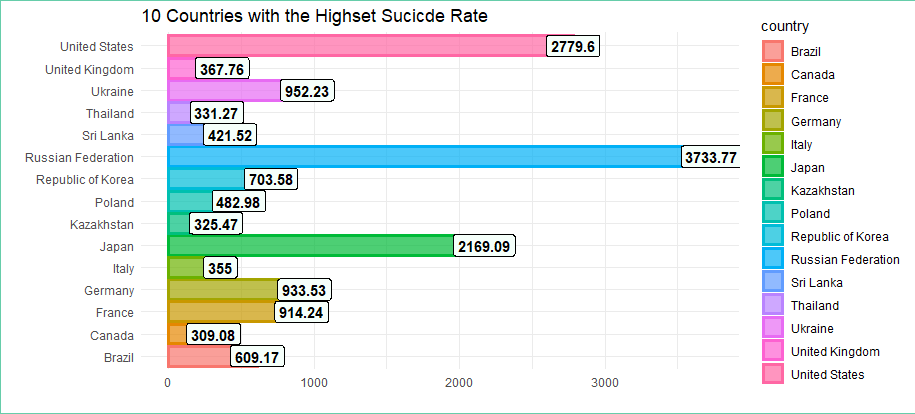 10 Countries with the Highset Sucicde Rate
United States 2779.6
United Kingdom 367.76
Ukraine 952.23
Thailand 331.27
Sri Lanka 421.52
Russian Federation 3733.77
Republic of Korea 703.58
Poland 482.98
Kazakhstan 325.47
Japan 2169.09
Italy 355
Germany 933.53
France 914.24
Canada 309.08
Brazil 609.17
0 1000 2000 3000
country
Brazil
Canada
France
Germany
Italy
Japan
Kazakhstan
Poland
Republic of Korea
Russian Federation
Sri Lanka
Thailand
Ukraine
United Kingdom
United States